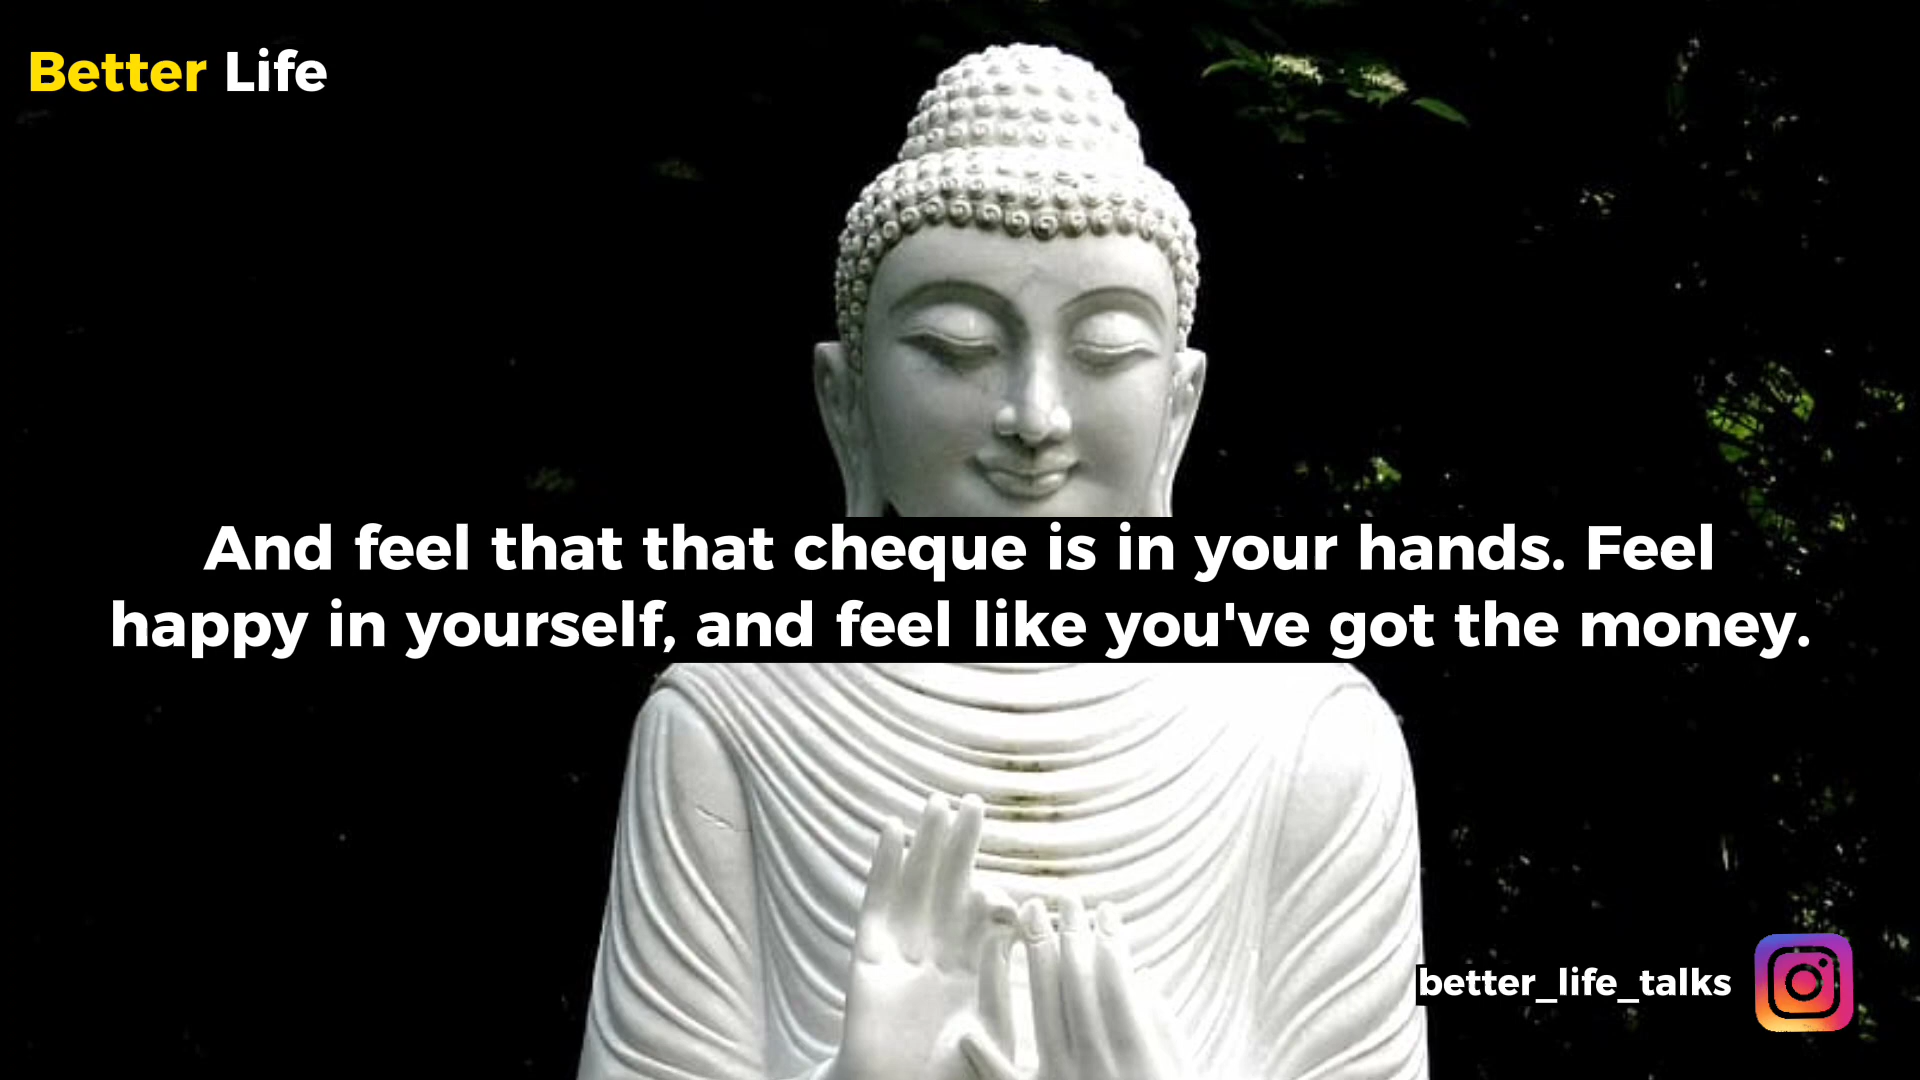 Better Life
And feel that that cheque is in your hands. Feel
happy in yourself, and feel like you've got the money.
better_life_talks